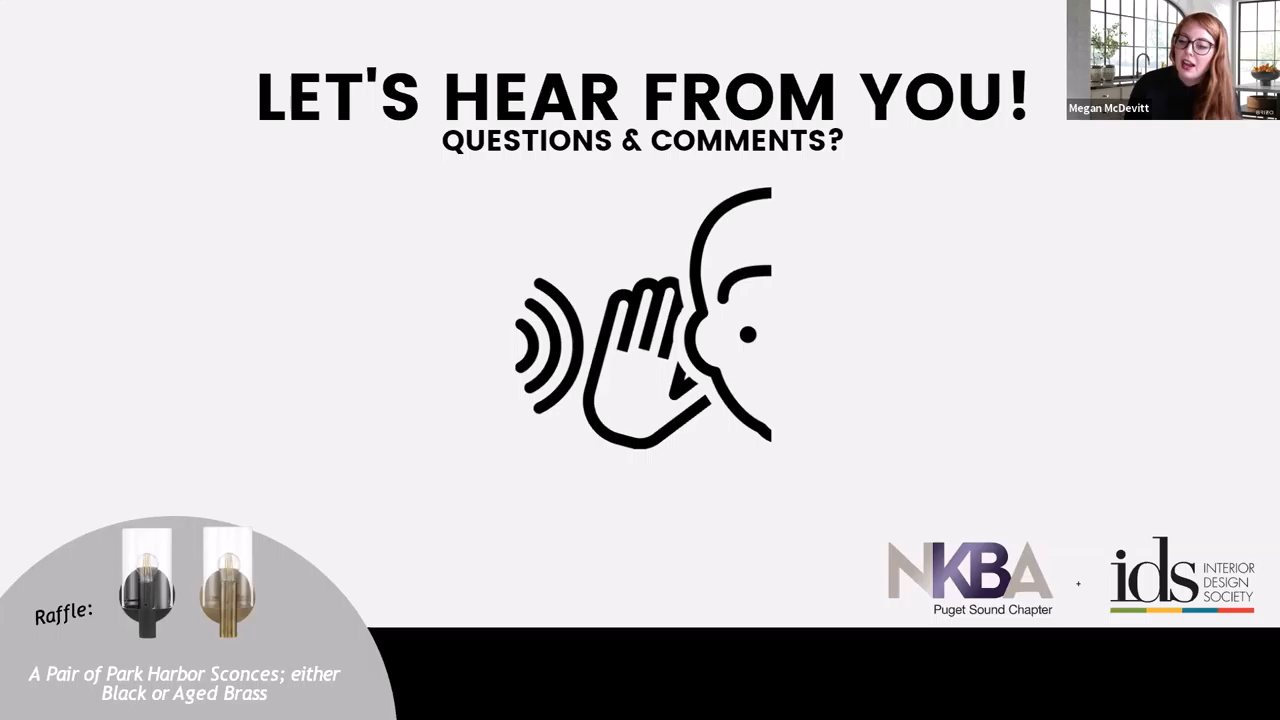 LET'S HEAR FROM YOU!
QUESTIONS & COMMENTS?
Megan McDevitt
Raffle:
A Pair of Park Harbor Sconces; either
Black or Aged Brass
NKBA
Puget Sound Chapter
+
ids
INTERIOR
DESIGN
SOCIETY